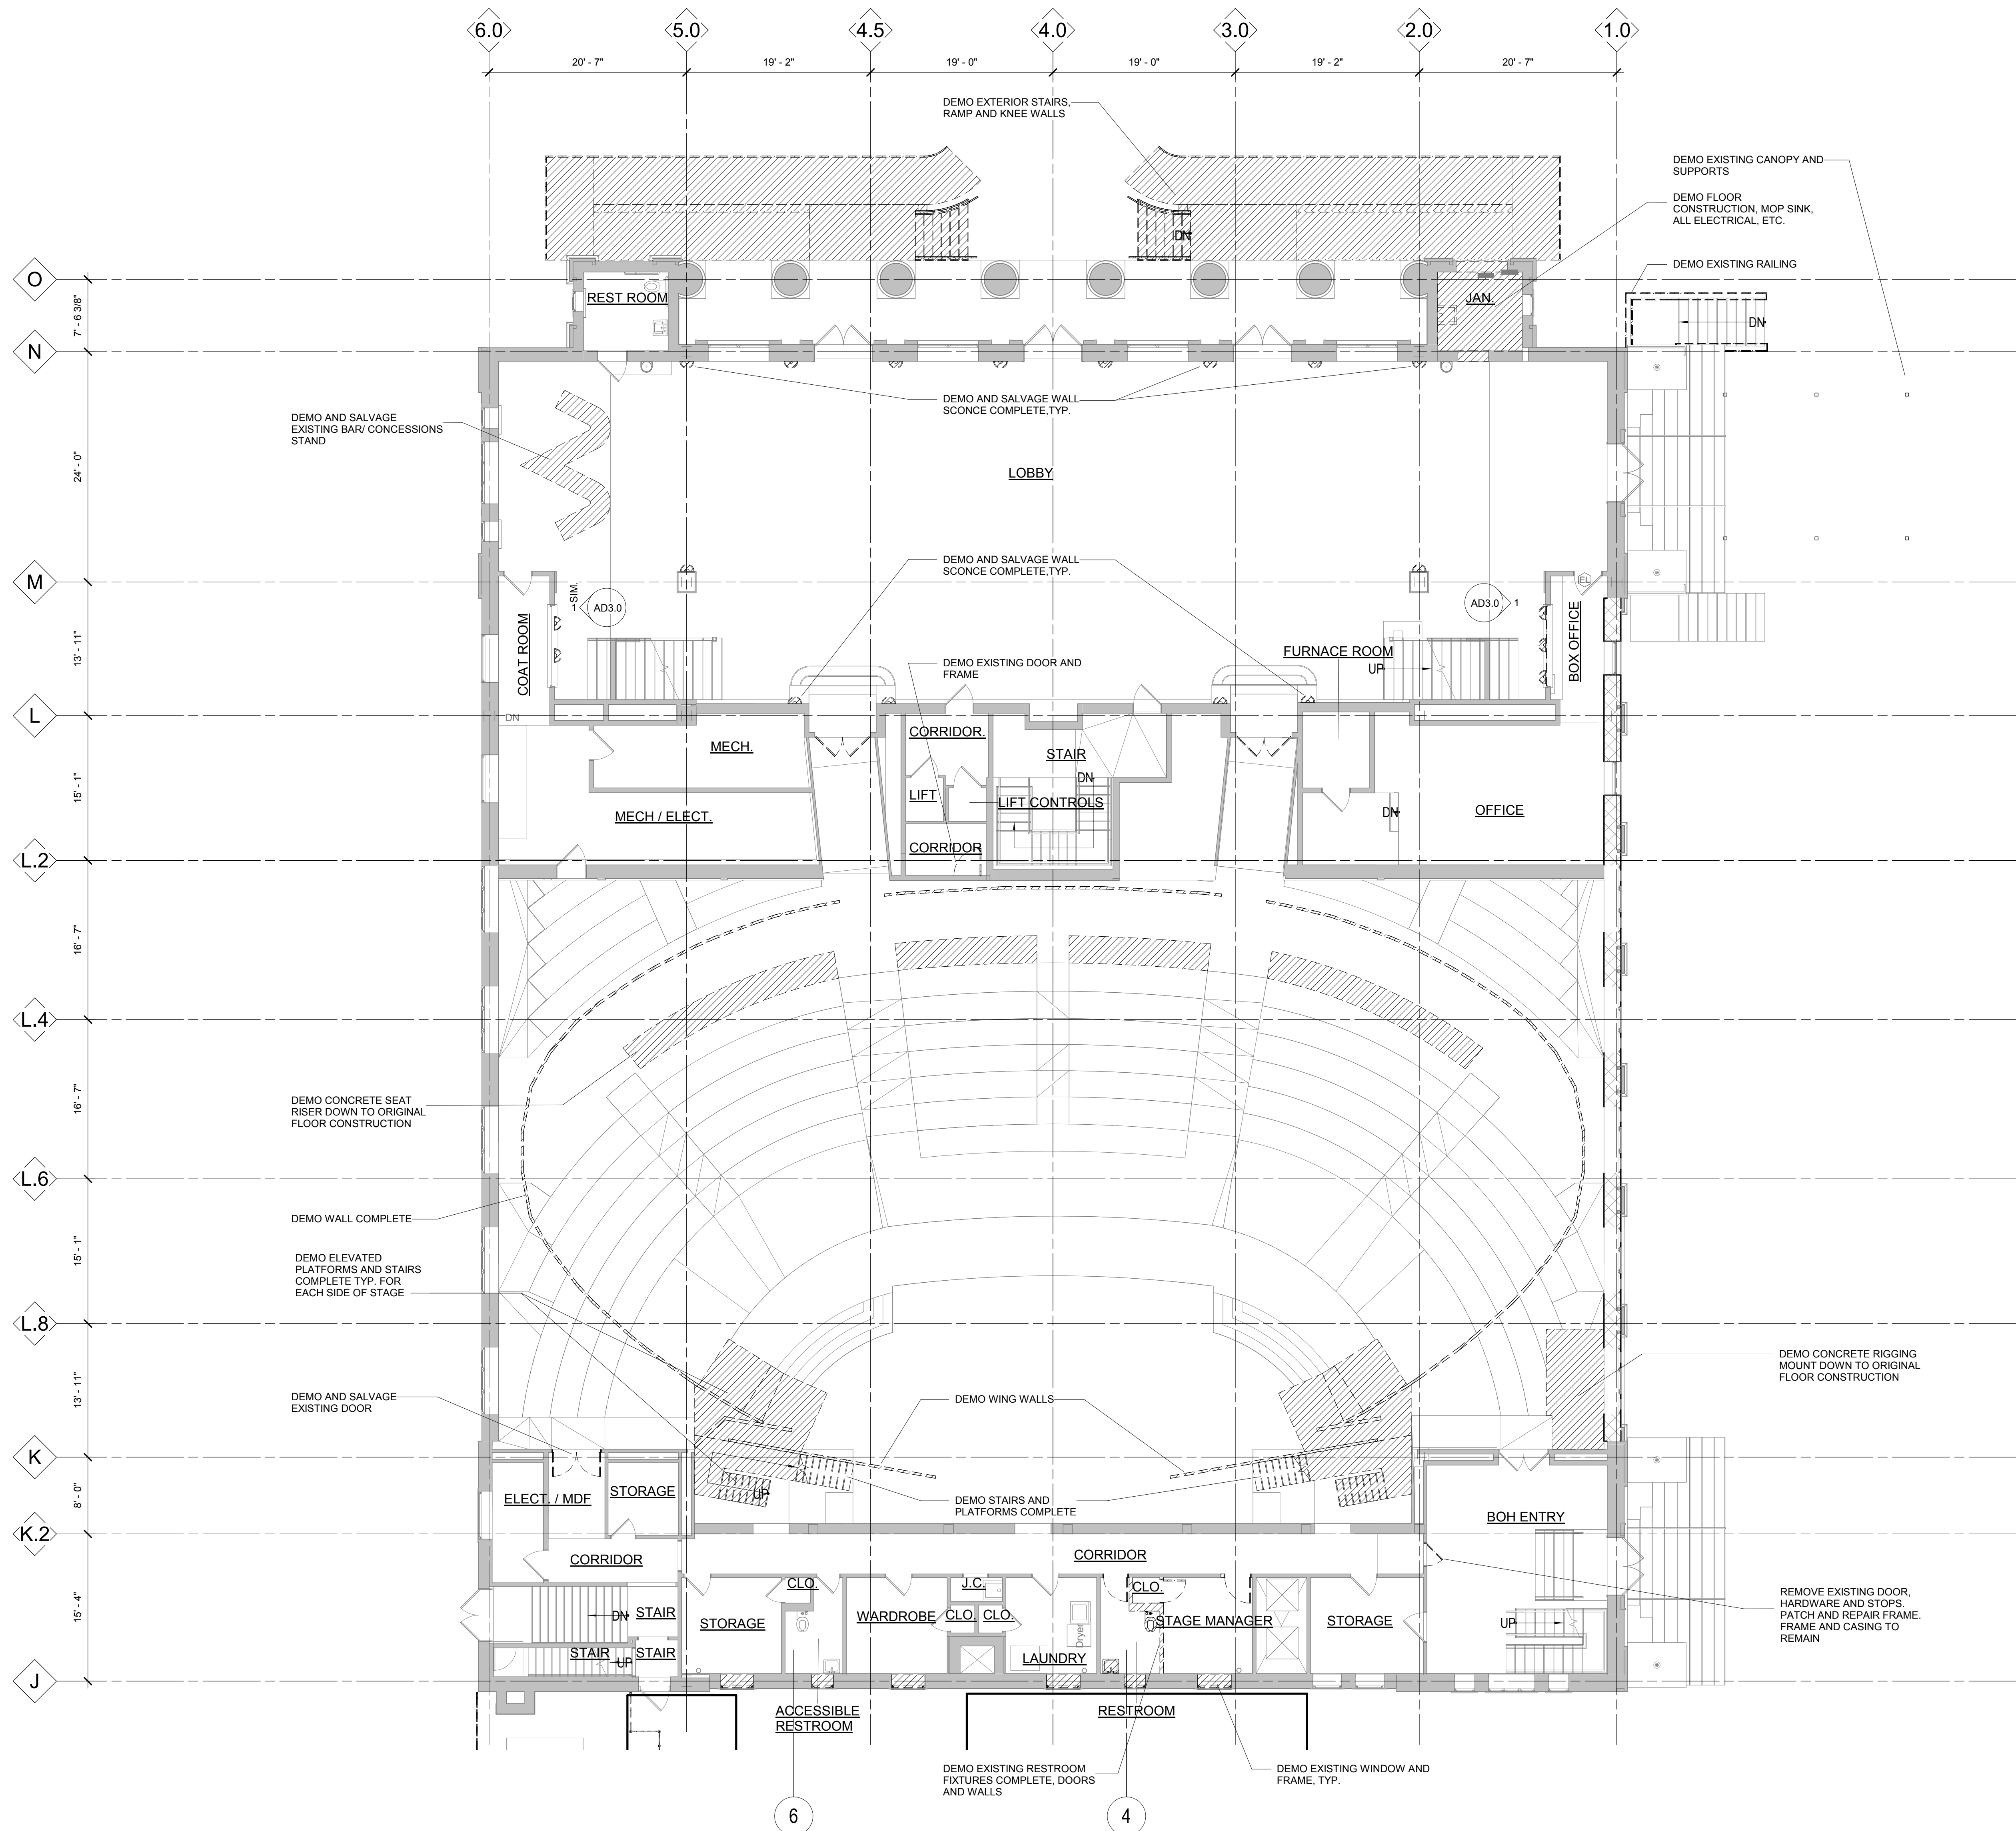 6.0
5.0
4.5
4.0
3.0
2.0
1.0
20' - 7"
19' - 2"
19' - 0"
19' - 0"
19' - 2"
20' - 7"
DEMO EXTERIOR STAIRS,
RAMP AND KNEE WALLS
DEMO EXISTING CANOPY AND
SUPPORTS
DEMO FLOOR
CONSTRUCTION, MOP SINK,
ALL ELECTRICAL, ETC.
DN
DEMO EXISTING RAILING
O
REST ROOM
JAN.
7' - 6 3/8"
DN
N
DEMO AND SALVAGE WALL
SCONCE COMPLETE,TYP.
DEMO AND SALVAGE
EXISTING BAR/ CONCESSIONS
STAND
24' - 0"
LOBBY
DEMO AND SALVAGE WALL
SCONCE COMPLETE,TYP.
M
SIM.
1
AD3.0
AD3.0
1
EL
13' - 11"
COAT ROOM
BOX OFFICE
FURNACE ROOM
UP
DEMO EXISTING DOOR AND
FRAME
L
DN
CORRIDOR.
MECH.
STAIR
DN
15' - 1"
LIFT
LIFT CONTROLS
MECH / ELECT.
DN
OFFICE
CORRIDOR
L.2
16' - 7"
L.4
16' - 7"
DEMO CONCRETE SEAT
RISER DOWN TO ORIGINAL
FLOOR CONSTRUCTION
L.6
DEMO WALL COMPLETE
15' - 1"
DEMO ELEVATED
PLATFORMS AND STAIRS
COMPLETE TYP. FOR
EACH SIDE OF STAGE
L.8
DEMO CONCRETE RIGGING
MOUNT DOWN TO ORIGINAL
FLOOR CONSTRUCTION
13' - 11"
DEMO AND SALVAGE
EXISTING DOOR
DEMO WING WALLS
K
8' - 0"
ELECT. / MDF
STORAGE
UP
DEMO STAIRS AND
PLATFORMS COMPLETE
BOH ENTRY
K.2
CORRIDOR
CORRIDOR
15' - 4"
CLO.
J.C.
CLO.
DN
STAIR
STORAGE
WARDROBE
CLO.
CLO.
STAGE MANAGER
STORAGE
UP
REMOVE EXISTING DOOR,
HARDWARE AND STOPS.
PATCH AND REPAIR FRAME.
FRAME AND CASING TO
REMAIN
Dryer
STAIR
UP
STAIR
LAUNDRY
J
ACCESSIBLE
RESTROOM
RESTROOM
DEMO EXISTING RESTROOM
FIXTURES COMPLETE, DOORS
AND WALLS
DEMO EXISTING WINDOW AND
FRAME, TYP.
6
4